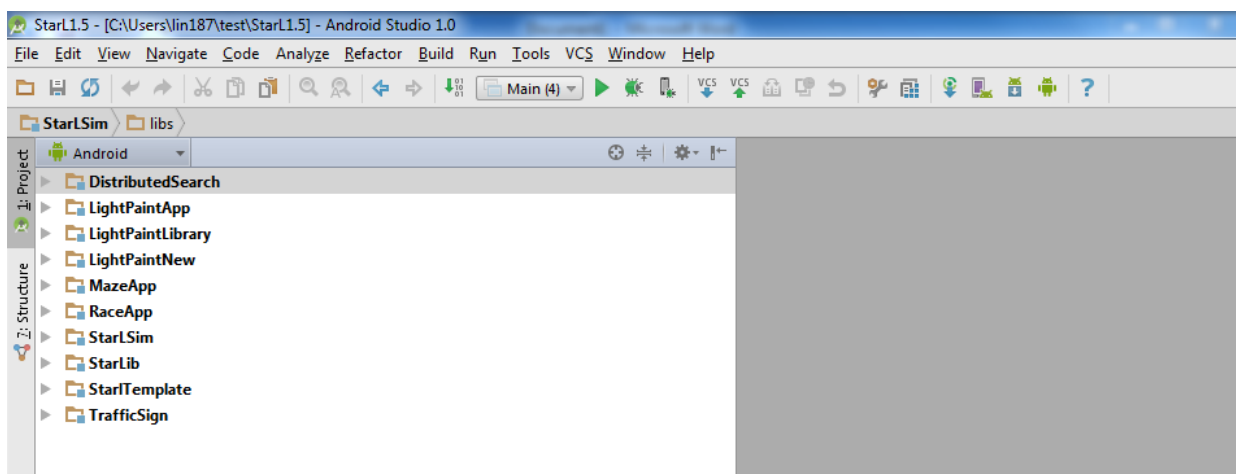 StarL1.5 - [C:\Users\lin187\test\StarL1.5] - Android Studio 1.0
File Edit View Navigate Code Analyze Refactor Build Run Tools VCS Window Help
Main (4) VCS VCS ?
StarLSim libs
1: Project
Android
DistributedSearch
LightPaintApp
LightPaintLibrary
LightPaintNew
MazeApp
RaceApp
StarLSim
StarLib
StarlTemplate
TrafficSign
7: Structure